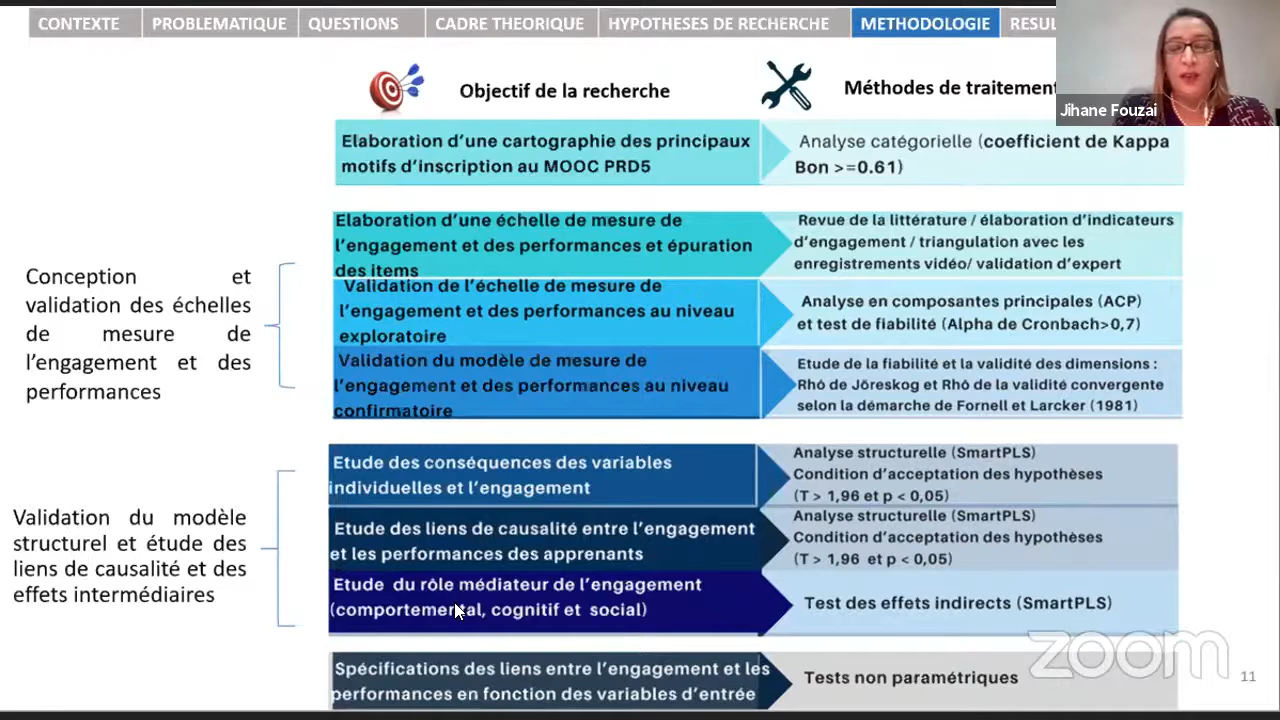 CONTEXTE
PROBLEMATIQUE
QUESTIONS
CADRE THEORIQUE
HYPOTHESES DE RECHERCHE
METHODOLOGIE
RESUL
Jihane Fouzai
Objectif de la recherche
Méthodes de traitement
Elaboration d'une cartographie des principaux
motifs d'inscription au MOOC PRD5
Analyse catégorielle (coefficient de Kappa
Bon >=0.61)
Conception et
validation des échelles
de mesure de
l'engagement et des
performances
Elaboration d'une échelle de mesure de
l'engagement et des performances et épuration
des items
Revue de la littérature / élaboration d'indicateurs
d'engagement / triangulation avec les
enregistrements vidéo/ validation d'expert
Validation de l'échelle de mesure de
l'engagement et des performances au niveau
exploratoire
Analyse en composantes principales (ACP)
et test de fiabilité (Alpha de Cronbach>0,7)
Validation du modèle de mesure de
l'engagement et des performances au niveau
confirmatoire
Etude de la fiabilité et la validité des dimensions :
Rhó de Jöreskog et Rhó de la validité convergente
selon la démarche de Fornell et Larcker (1981)
Validation du modèle
structurel et étude des
liens de causalité et des
effets intermédiaires
Etude des conséquences des variables
individuelles et l'engagement
Analyse structurelle (SmartPLS)
Condition d'acceptation des hypothèses
(T > 1,96 et p < 0,05)
Etude des liens de causalité entre l'engagement
et les performances des apprenants
Analyse structurelle (SmartPLS)
Condition d'acceptation des hypothèses
(T > 1,96 et p < 0,05)
Etude du rôle médiateur de l'engagement
(comportemental, cognitif et social)
Test des effets indirects (SmartPLS)
Spécifications des liens entre l'engagement et les
performances en fonction des variables d'entrée
Tests non paramétriques
zoom
11